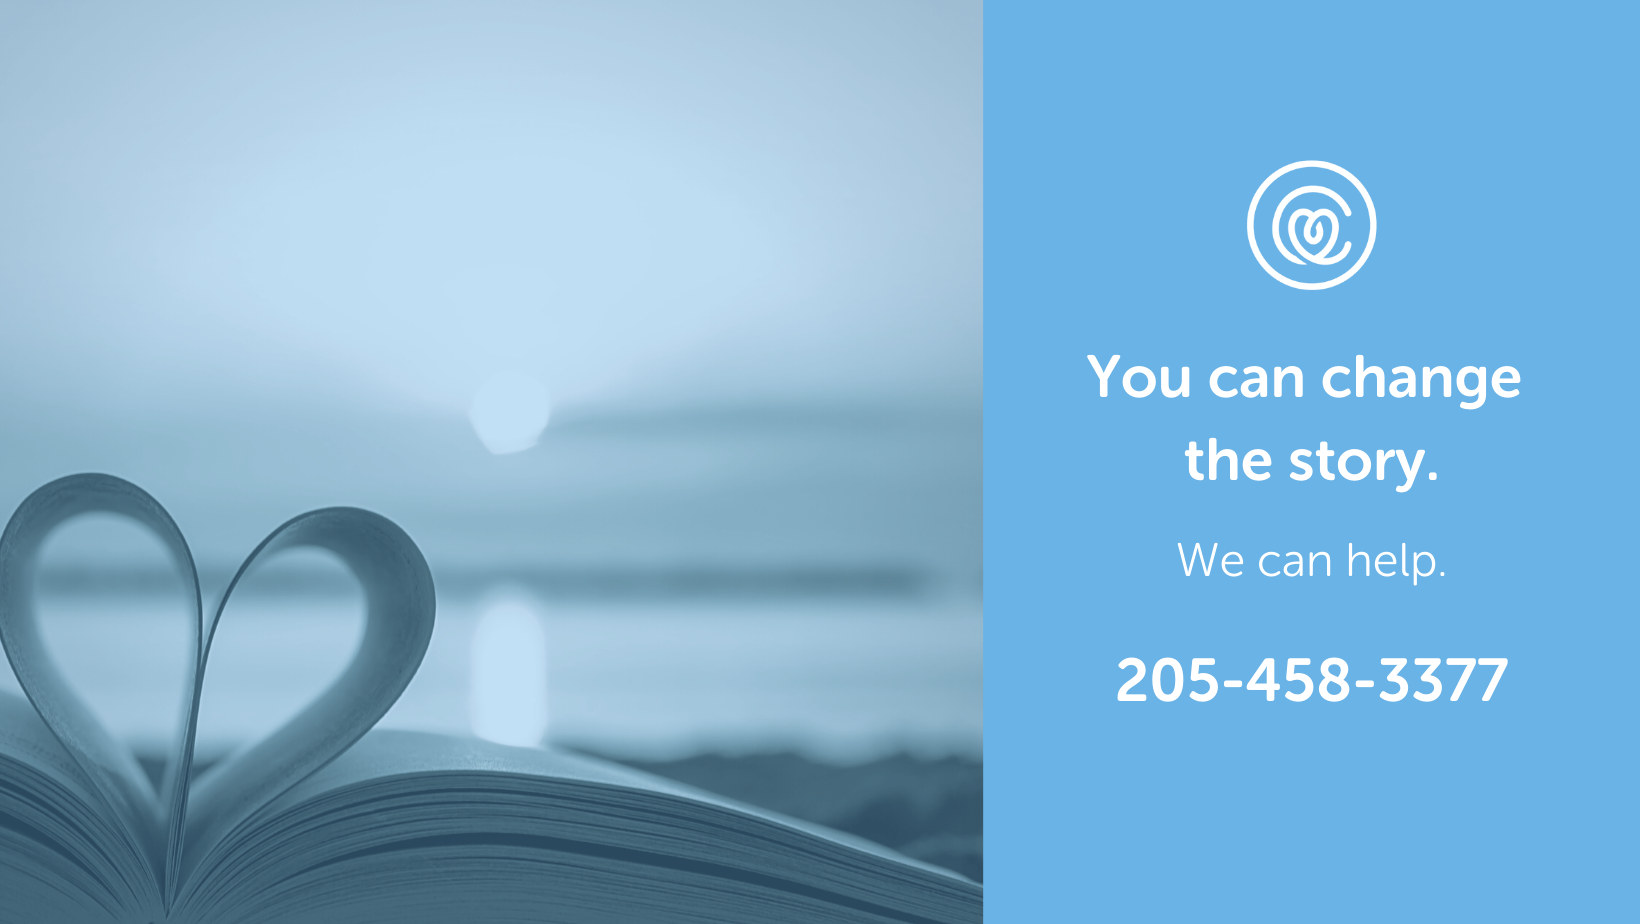 You can change
the story.
We can help.
205-458-3377